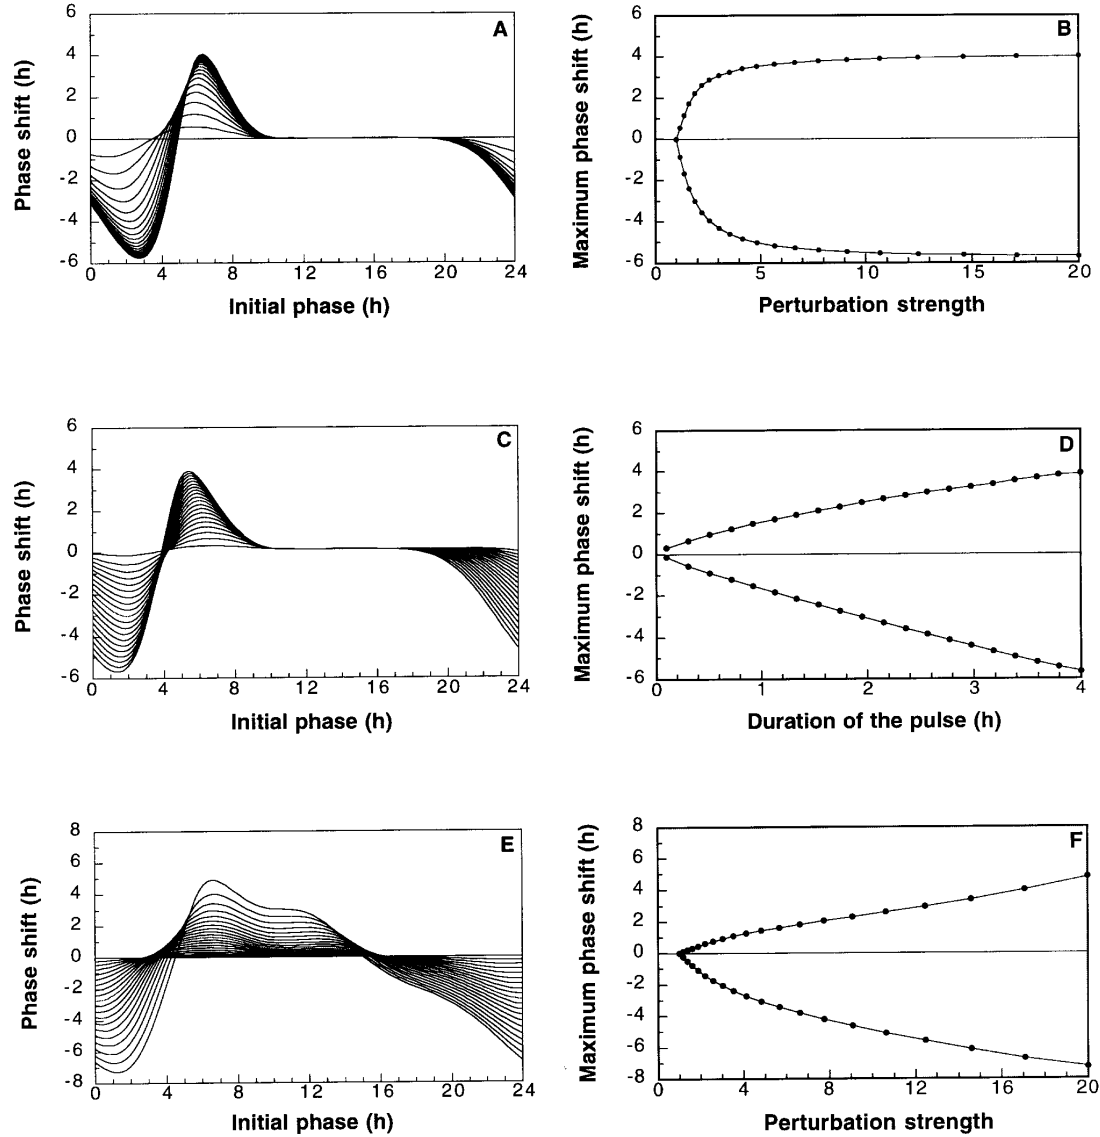 A
Phase shift (h)
6
4
2
0
-2
-4
-6
0 4 8 12 16 20 24
Initial phase (h)
B
Maximum phase shift (h)
6
4
2
0
-2
-4
-6
0 5 10 15 20
Perturbation strength
C
Phase shift (h)
6
4
2
0
-2
-4
-6
0 4 8 12 16 20 24
Initial phase (h)
D
Maximum phase shift (h)
6
4
2
0
-2
-4
-6
0 1 2 3 4
Duration of the pulse (h)
E
Phase shift (h)
8
6
4
2
0
-2
-4
-6
-8
0 4 8 12 16 20 24
Initial phase (h)
F
Maximum phase shift (h)
8
6
4
2
0
-2
-4
-6
-8
0 5 10 15 20
Perturbation strength